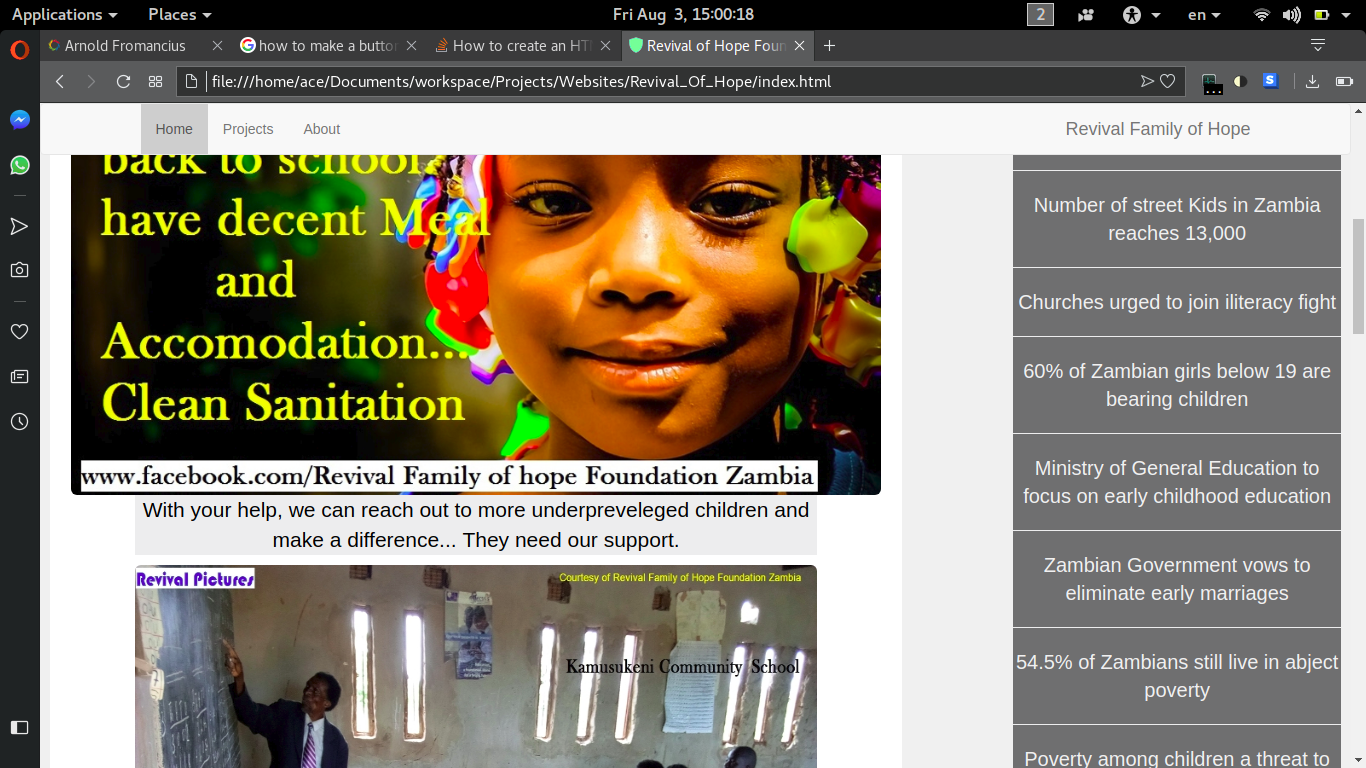 Applications Places Fri Aug 3, 15:00:18 2 en
Arnold Fromancius how to make a button How to create an HT Revival of Hope Foun
file:///home/ace/Documents/workspace/Projects/Websites/Revival_Of_Hope/index.html
Home Projects About Revival Family of Hope
back to school,
have decent Meal
and
Accomodation...
Clean Sanitation
www.facebook.com/Revival Family of hope Foundation Zambia
With your help, we can reach out to more underpreveleged children and
make a difference... They need our support.
Revival Pictures
Courtesy of Revival Family of Hope Foundation Zambia
Kamusukeni Community School
Number of street Kids in Zambia
reaches 13,000
Churches urged to join iliteracy fight
60% of Zambian girls below 19 are
bearing children
Ministry of General Education to
focus on early childhood education
Zambian Government vows to
eliminate early marriages
54.5% of Zambians still live in abject
poverty
Poverty among children a threat to